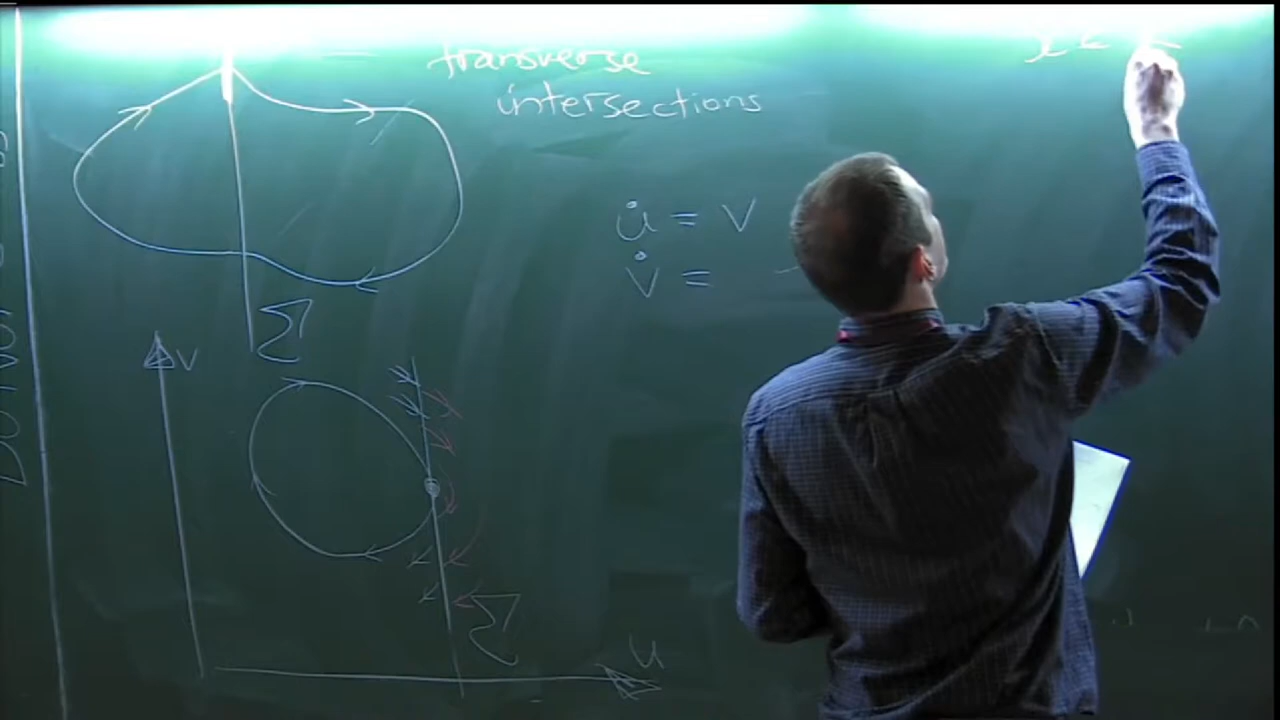 transverse
intersections
u̇ = v
v̇ =
Σ
v
Σ
u